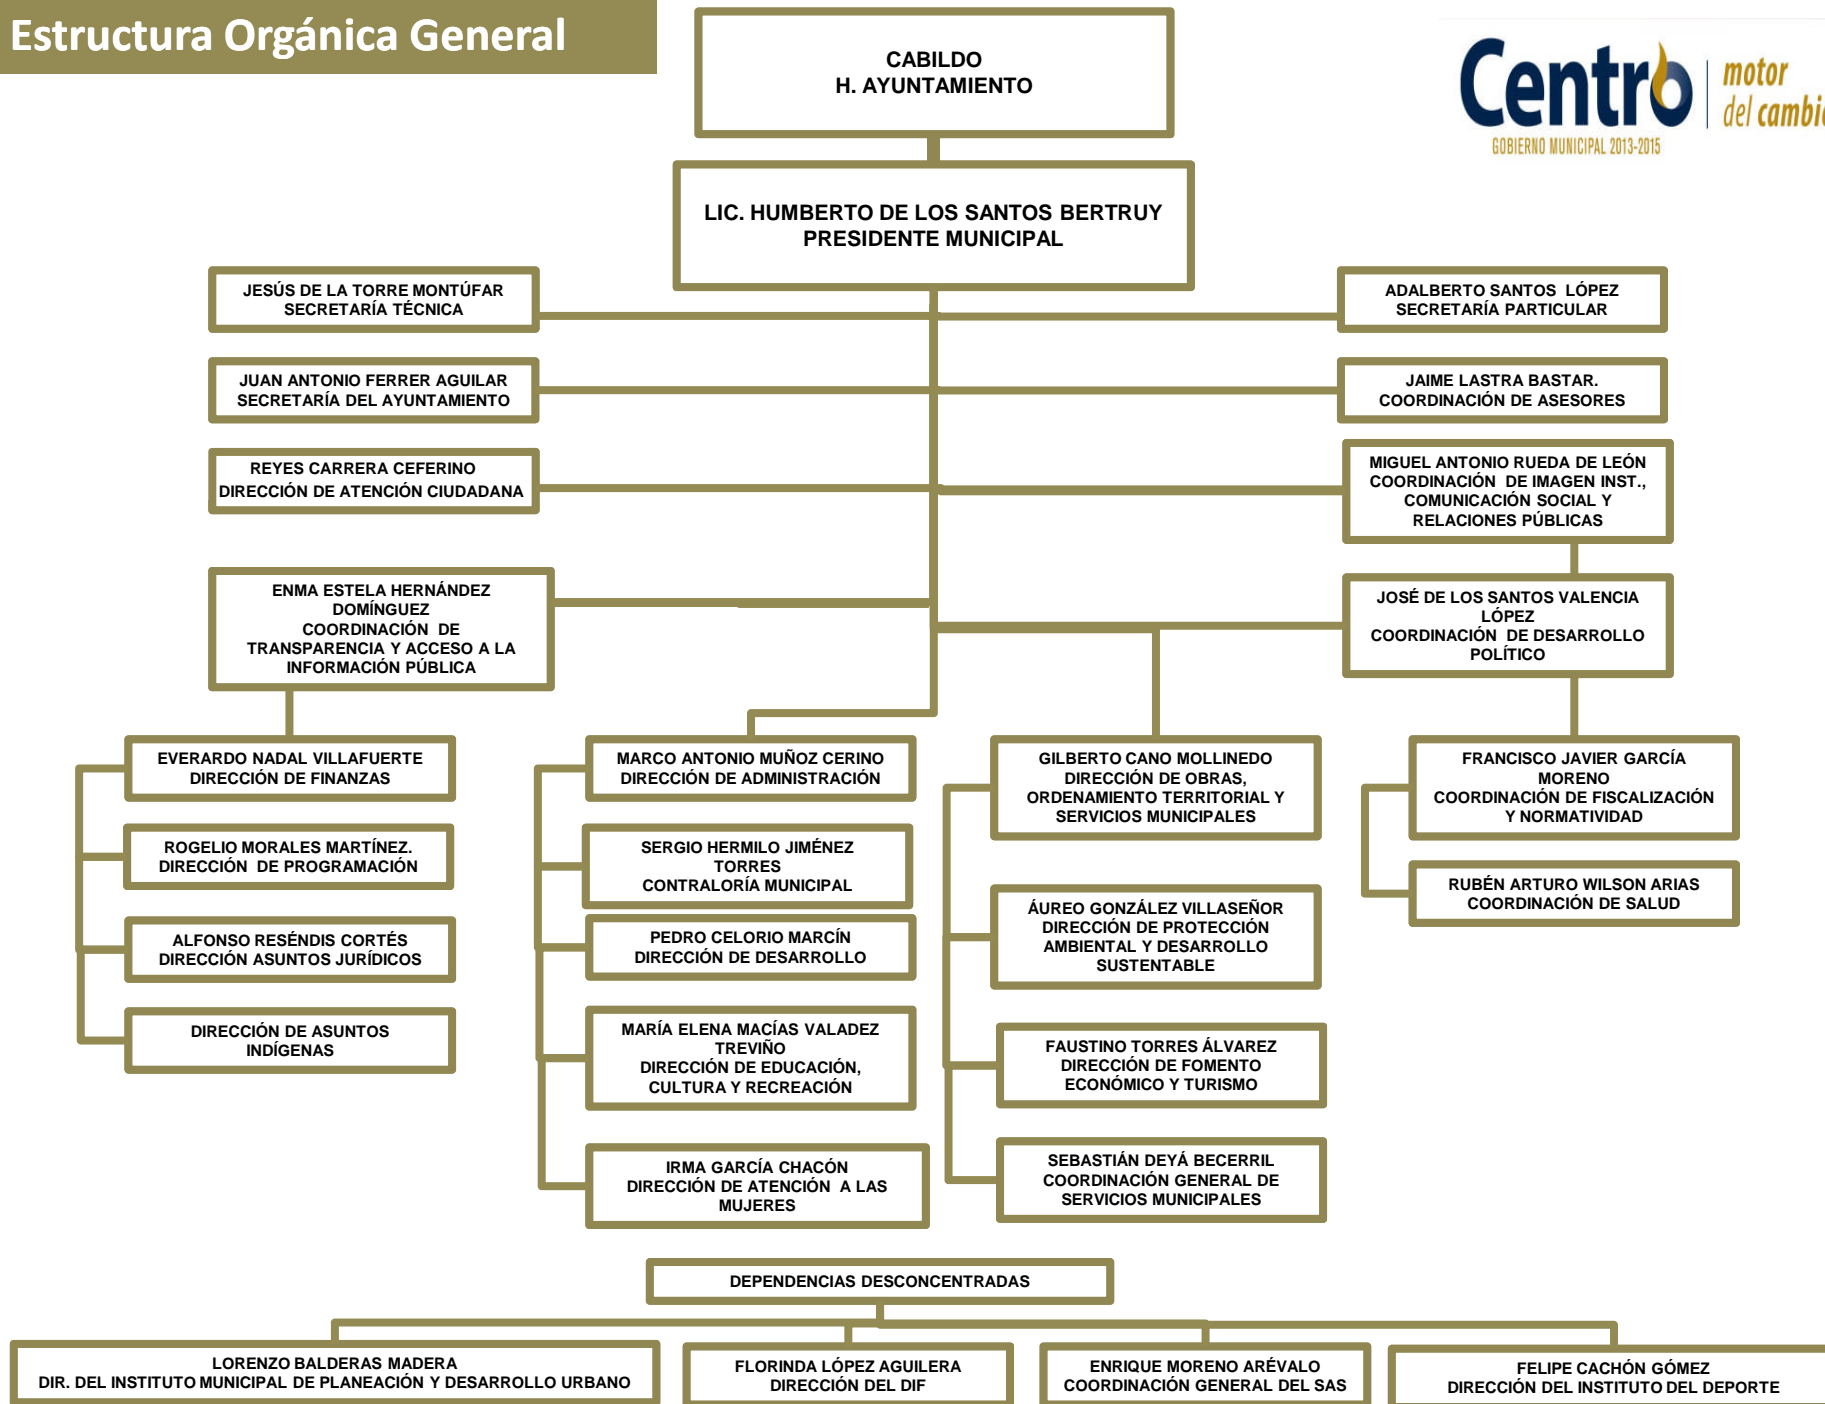 Estructura Orgánica General
CABILDO
H. AYUNTAMIENTO
Centro
motor
del cambio
GOBIERNO MUNICIPAL 2013-2015
LIC. HUMBERTO DE LOS SANTOS BERTRUY
PRESIDENTE MUNICIPAL
JESÚS DE LA TORRE MONTÚFAR
SECRETARÍA TÉCNICA
ADALBERTO SANTOS LÓPEZ
SECRETARÍA PARTICULAR
JUAN ANTONIO FERRER AGUILAR
SECRETARÍA DEL AYUNTAMIENTO
JAIME LASTRA BASTAR.
COORDINACIÓN DE ASESORES
REYES CARRERA CEFERINO
DIRECCIÓN DE ATENCIÓN CIUDADANA
MIGUEL ANTONIO RUEDA DE LEÓN
COORDINACIÓN DE IMAGEN INST.,
COMUNICACIÓN SOCIAL Y
RELACIONES PÚBLICAS
ENMA ESTELA HERNÁNDEZ
DOMÍNGUEZ
COORDINACIÓN DE
TRANSPARENCIA Y ACCESO A LA
INFORMACIÓN PÚBLICA
JOSÉ DE LOS SANTOS VALENCIA
LÓPEZ
COORDINACIÓN DE DESARROLLO
POLÍTICO
EVERARDO NADAL VILLAFUERTE
DIRECCIÓN DE FINANZAS
ROGELIO MORALES MARTÍNEZ.
DIRECCIÓN DE PROGRAMACIÓN
ALFONSO RESÉNDIS CORTÉS
DIRECCIÓN ASUNTOS JURÍDICOS
DIRECCIÓN DE ASUNTOS
INDÍGENAS
MARCO ANTONIO MUÑOZ CERINO
DIRECCIÓN DE ADMINISTRACIÓN
SERGIO HERMILO JIMÉNEZ
TORRES
CONTRALORÍA MUNICIPAL
PEDRO CELORIO MARCÍN
DIRECCIÓN DE DESARROLLO
MARÍA ELENA MACÍAS VALADEZ
TREVIÑO
DIRECCIÓN DE EDUCACIÓN,
CULTURA Y RECREACIÓN
IRMA GARCÍA CHACÓN
DIRECCIÓN DE ATENCIÓN A LAS
MUJERES
GILBERTO CANO MOLLINEDO
DIRECCIÓN DE OBRAS,
ORDENAMIENTO TERRITORIAL Y
SERVICIOS MUNICIPALES
ÁUREO GONZÁLEZ VILLASEÑOR
DIRECCIÓN DE PROTECCIÓN
AMBIENTAL Y DESARROLLO
SUSTENTABLE
FAUSTINO TORRES ÁLVAREZ
DIRECCIÓN DE FOMENTO
ECONÓMICO Y TURISMO
SEBASTIÁN DEYÁ BECERRIL
COORDINACIÓN GENERAL DE
SERVICIOS MUNICIPALES
FRANCISCO JAVIER GARCÍA
MORENO
COORDINACIÓN DE FISCALIZACIÓN
Y NORMATIVIDAD
RUBÉN ARTURO WILSON ARIAS
COORDINACIÓN DE SALUD
DEPENDENCIAS DESCONCENTRADAS
LORENZO BALDERAS MADERA
DIR. DEL INSTITUTO MUNICIPAL DE PLANEACIÓN Y DESARROLLO URBANO
FLORINDA LÓPEZ AGUILERA
DIRECCIÓN DEL DIF
ENRIQUE MORENO ARÉVALO
COORDINACIÓN GENERAL DEL SAS
FELIPE CACHÓN GÓMEZ
DIRECCIÓN DEL INSTITUTO DEL DEPORTE